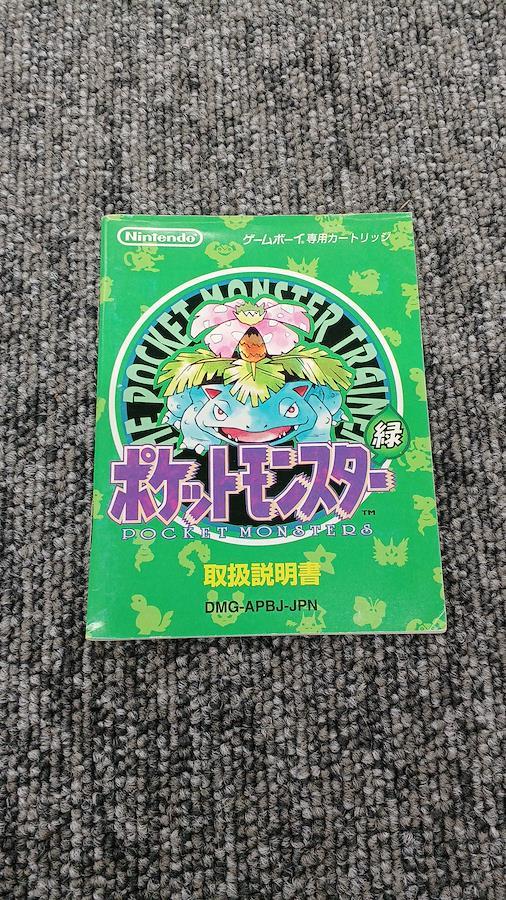 Nintendo
ゲームボーイ専用カートリッジ
THE POCKET MONSTER TRAINER
緑
ポケットモンスター
TM
POCKET MONSTERS
取扱説明書
DMG-APBJ-JPN